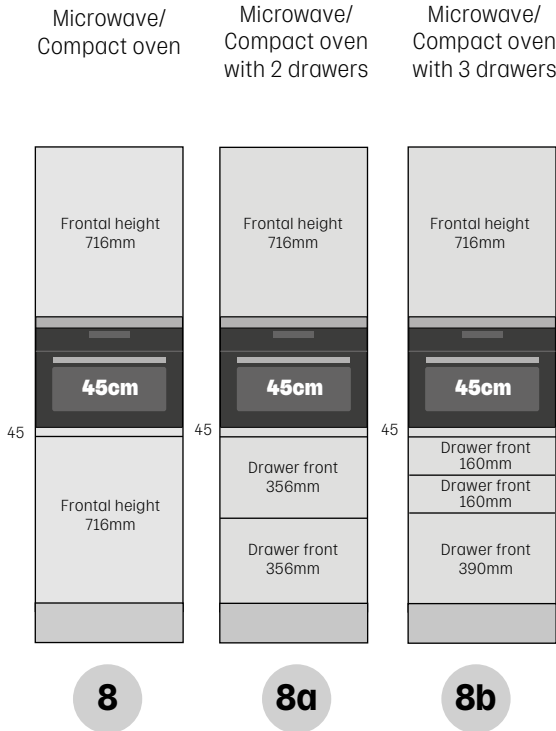 Microwave/
Compact oven
Microwave/
Compact oven
with 2 drawers
Microwave/
Compact oven
with 3 drawers
Frontal height
716mm
Frontal height
716mm
Frontal height
716mm
45cm
45cm
45cm
45
45
45
Frontal height
716mm
Drawer front
356mm
Drawer front
356mm
Drawer front
160mm
Drawer front
160mm
Drawer front
390mm
8
8a
8b